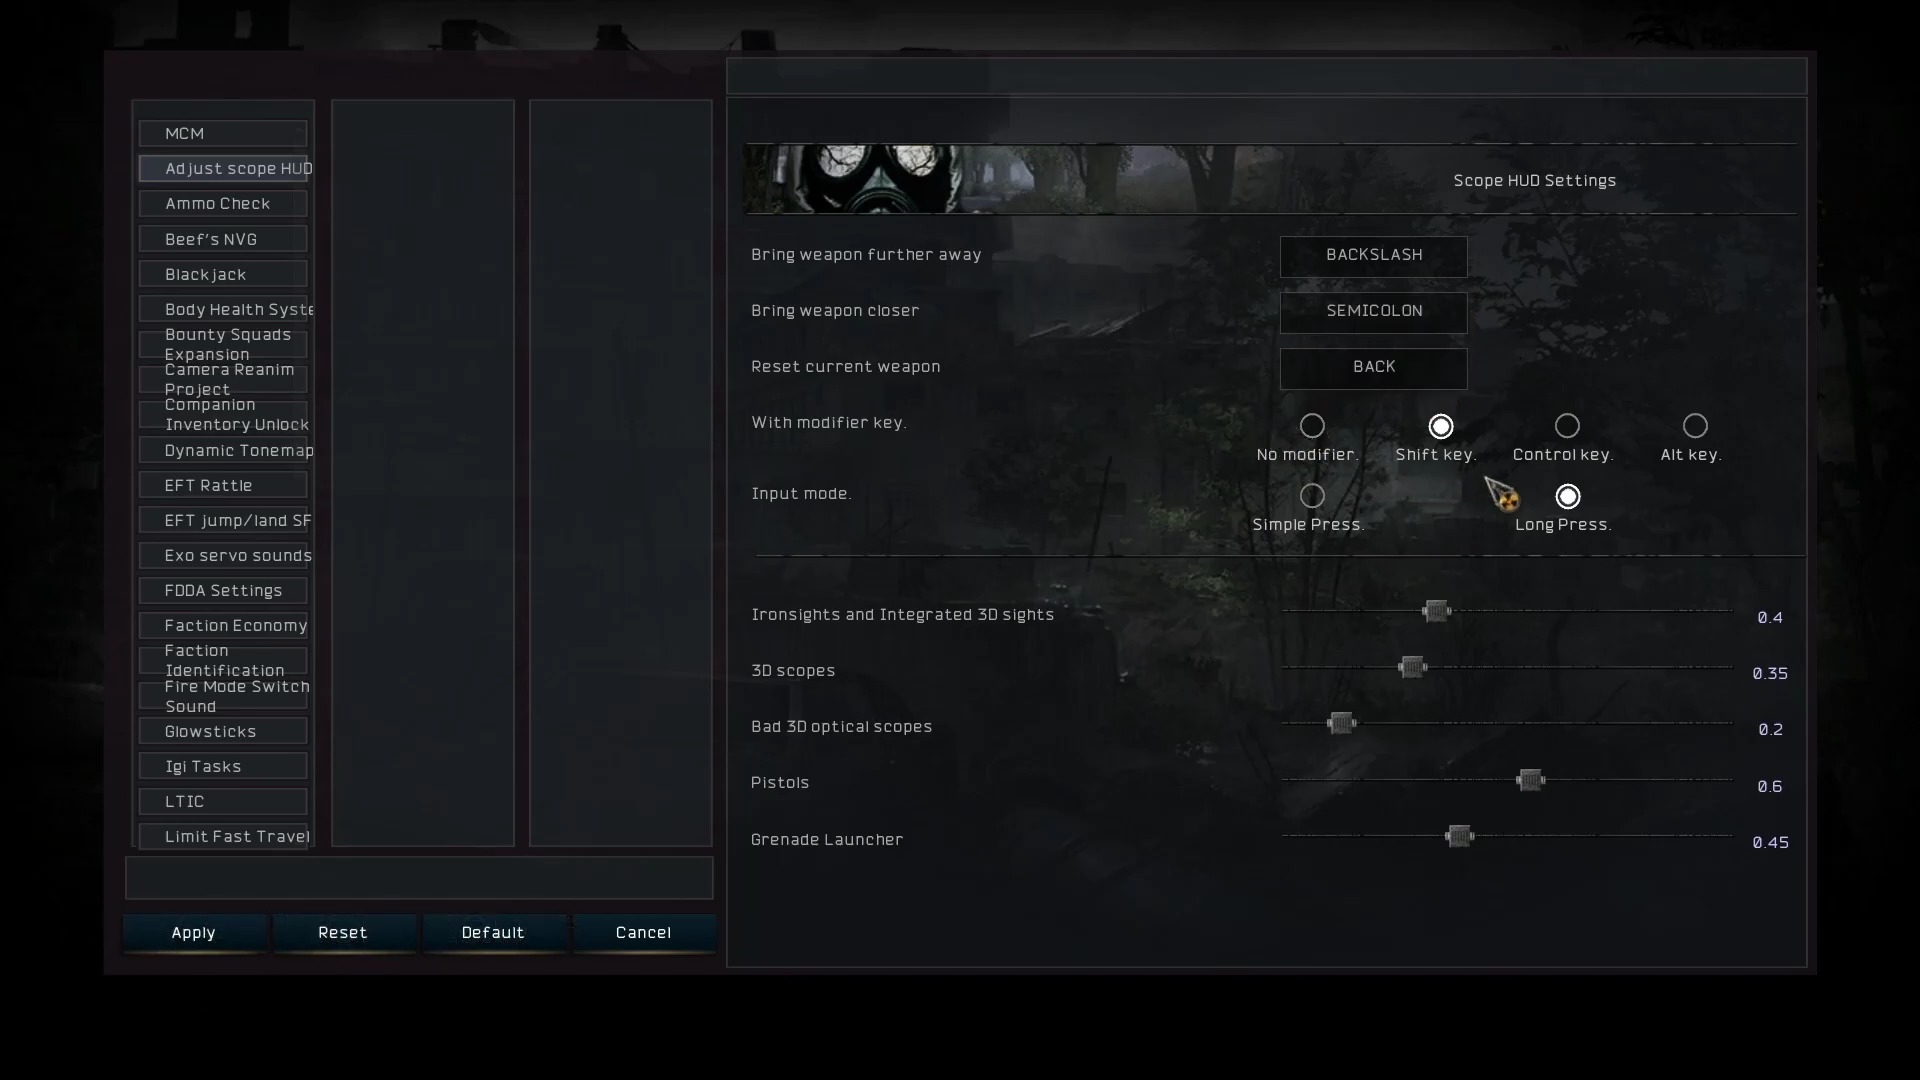 MCM
Adjust scope HUD
Ammo Check
Beef's NVG
Blackjack
Body Health Syste
Bounty Squads
Expansion
Camera Reanim
Project
Companion
Inventory Unlock
Dynamic Tonemap
EFT Rattle
EFT jump/land SF
Exo servo sounds
FDDA Settings
Faction Economy
Faction
Identification
Fire Mode Switch
Sound
Glowsticks
Igi Tasks
LTIC
Limit Fast Travel
Apply
Reset
Default
Cancel
Scope HUD Settings
Bring weapon further away
BACKSLASH
Bring weapon closer
SEMICOLON
Reset current weapon
BACK
With modifier key.
No modifier.
Shift key.
Control key.
Alt key.
Input mode.
Simple Press.
Long Press.
Ironsights and Integrated 3D sights
0.4
3D scopes
0.35
Bad 3D optical scopes
0.2
Pistols
0.6
Grenade Launcher
0.45